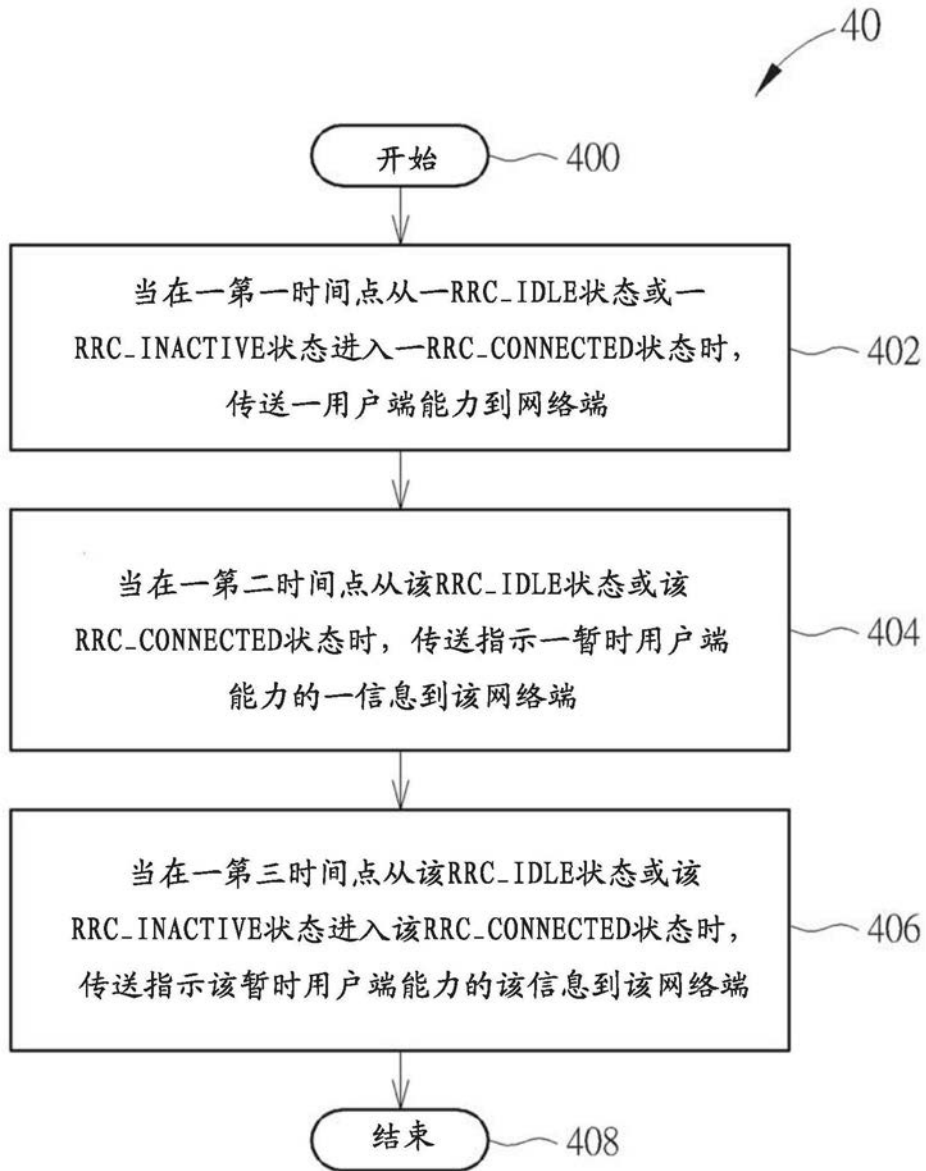 40
开始
400
当在一第一时间点从一RRC_IDLE状态或一
RRC_INACTIVE状态进入一RRC_CONNECTED状态时，
传送一用户端能力到网络端
402
当在一第二时间点从该RRC_IDLE状态或该
RRC_CONNECTED状态时，传送指示一暂时用户端
能力的一信息到该网络端
404
当在一第三时间点从该RRC_IDLE状态或该
RRC_INACTIVE状态进入该RRC_CONNECTED状态时，
传送指示该暂时用户端能力的该信息到该网络端
406
结束
408